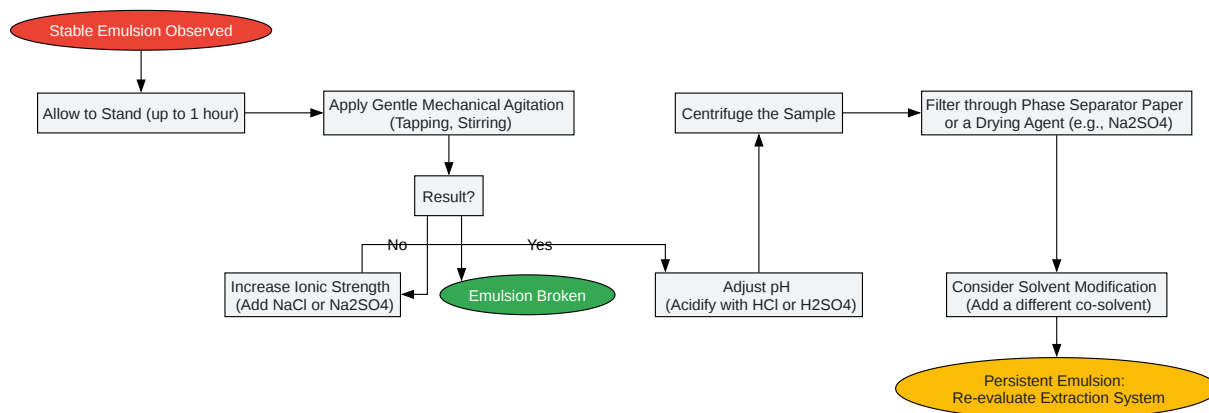 Stable Emulsion Observed
Allow to Stand (up to 1 hour)
Apply Gentle Mechanical Agitation
(Tapping, Stirring)
Centrifuge the Sample
Filter through Phase Separator Paper
or a Drying Agent (e.g., Na2SO4)
Result?
No
Yes
Increase Ionic Strength
(Add NaCl or Na2SO4)
Emulsion Broken
Adjust pH
(Acidify with HCl or H2SO4)
Consider Solvent Modification
(Add a different co-solvent)
Persistent Emulsion:
Re-evaluate Extraction System